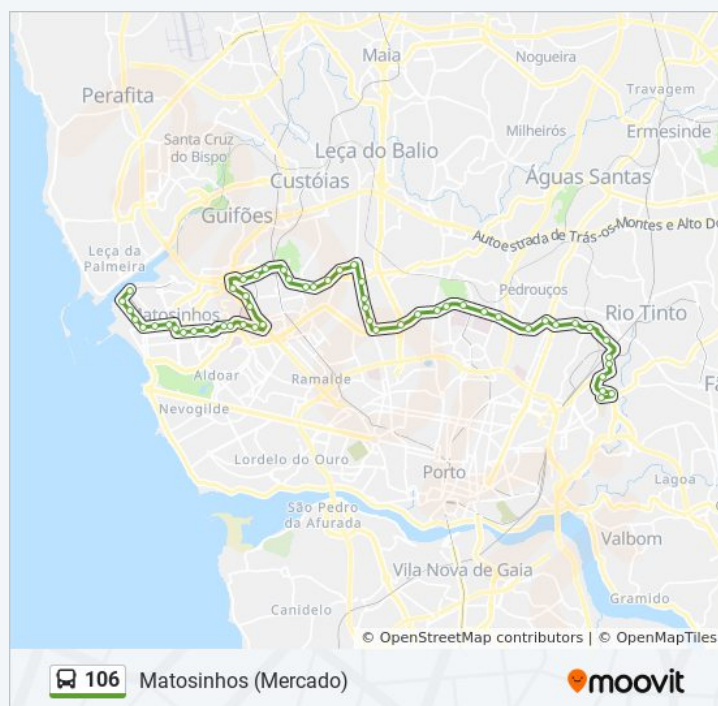 Maia
Nogueira
Perafita
Travagem
Milheirós
Ermesinde
Santa Cruz
do Bispo
Leça do Balio
Custóias
Águas Santas
Guifões
Autoestrada de Trás-os-Montes e Alto Do
Leça da
Palmeira
Pedrouços
Matosinhos
Rio Tinto
Aldoar
Ramalde
Nevogilde
Lordelo do Ouro
Porto
Lagoa
São Pedro
da Afurada
Valbom
Vila Nova de Gaia
Gramido
Canidelo
© OpenStreetMap contributors | © OpenMapTiles
106 Matosinhos (Mercado)
moovit